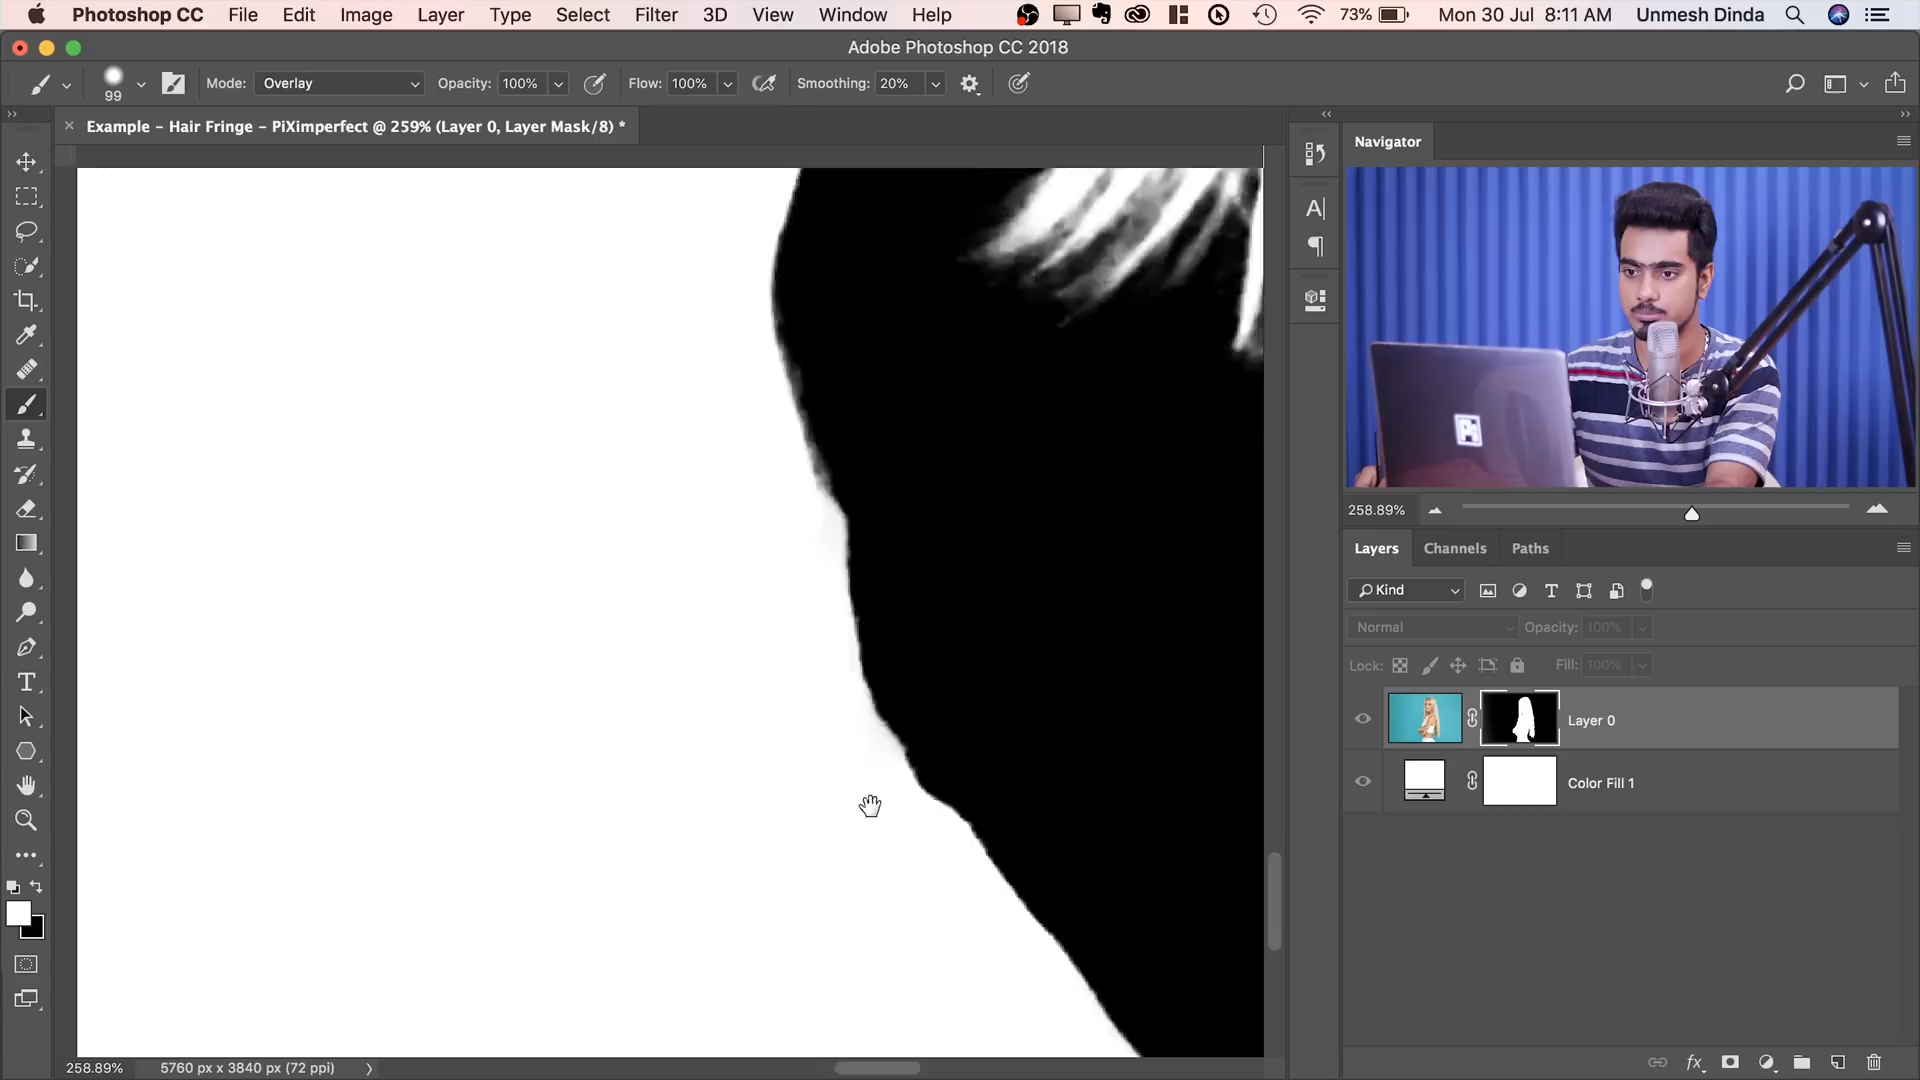 Photoshop CC File Edit Image Layer Type Select Filter 3D View Window Help 73% Mon 30 Jul 8:11 AM Unmesh Dinda
Adobe Photoshop CC 2018
99 Mode: Overlay Opacity: 100% Flow: 100% Smoothing: 20%
× Example - Hair Fringe - PiXimperfect @ 259% (Layer 0, Layer Mask/8) *
Navigator
258.89%
Layers Channels Paths
Kind
Normal Opacity: 100%
Lock: Fill: 100%
Layer 0
Color Fill 1
258.89% 5760 px x 3840 px (72 ppi)